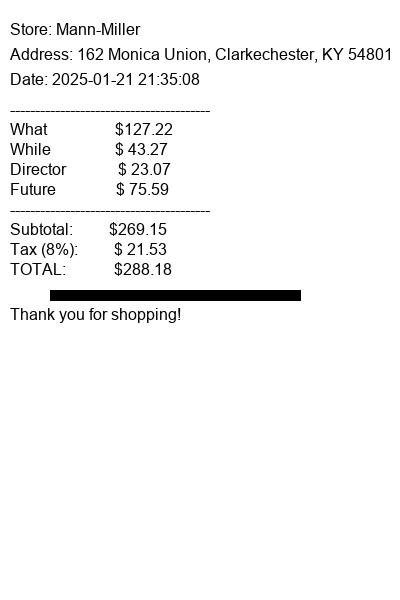 Store: Mann-Miller
Address: 162 Monica Union, Clarkechester, KY 54801
Date: 2025-01-21 21:35:08
----------------------------------------
What $127.22
While $ 43.27
Director $ 23.07
Future $ 75.59
----------------------------------------
Subtotal: $269.15
Tax (8%): $ 21.53
TOTAL: $288.18
Thank you for shopping!